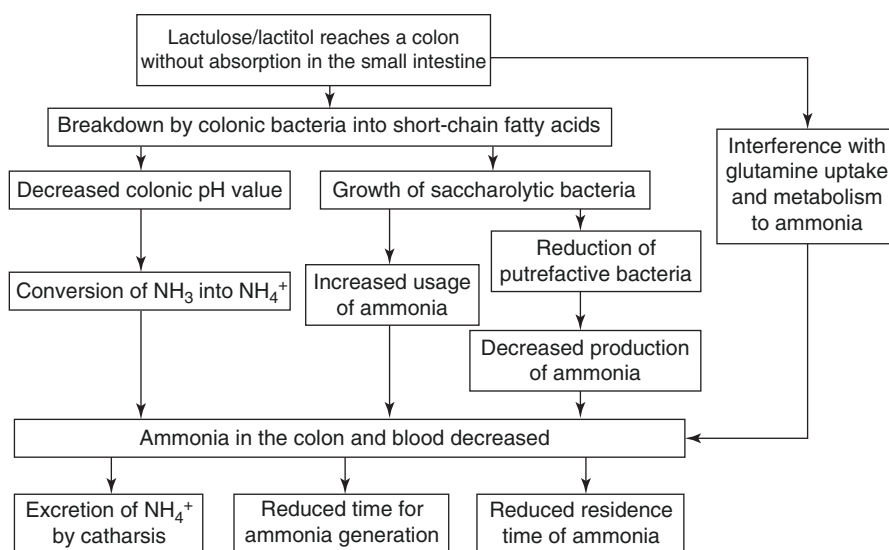 Lactulose/lactitol reaches a colon
without absorption in the small intestine
Breakdown by colonic bacteria into short-chain fatty acids
Interference with
glutamine uptake
and metabolism
to ammonia
Decreased colonic pH value
Growth of saccharolytic bacteria
Reduction of
putrefactive bacteria
Conversion of NH₃ into NH₄⁺
Increased usage
of ammonia
Decreased production
of ammonia
Ammonia in the colon and blood decreased
Excretion of NH₄⁺
by catharsis
Reduced time for
ammonia generation
Reduced residence
time of ammonia